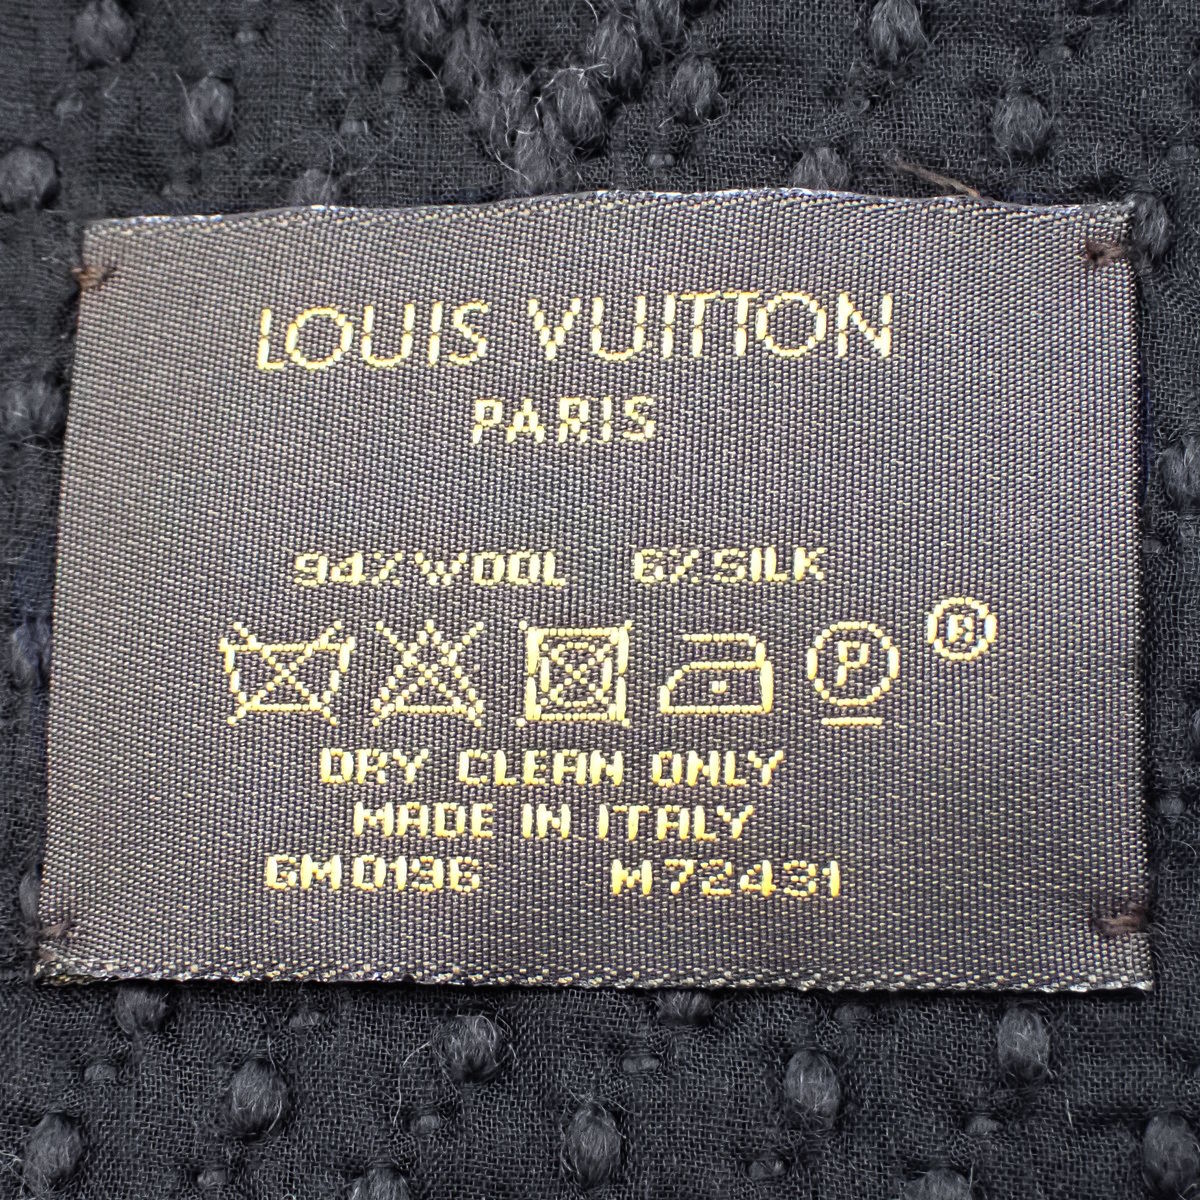 LOUIS VUITTON
PARIS
94%WOOL 6%SILK
P ®
DRY CLEAN ONLY
MADE IN ITALY
GM0196 M72431